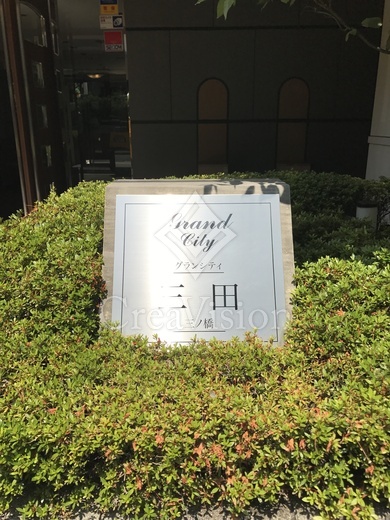 Grand
City
グランシティ
三田
二ノ橋
CreaVision